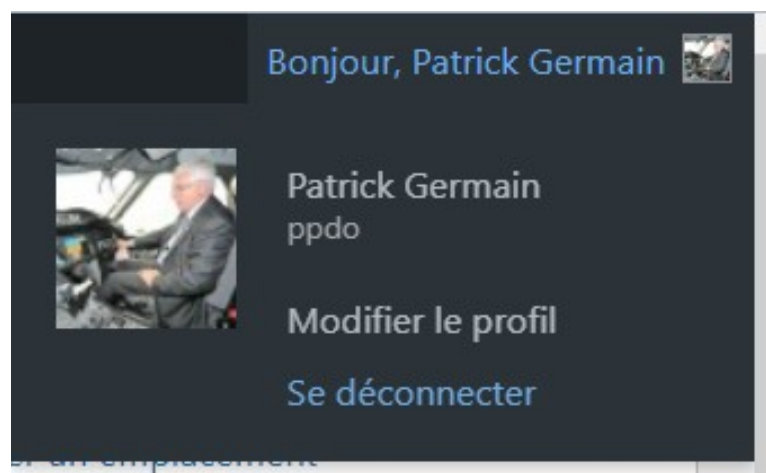 Bonjour, Patrick Germain
Patrick Germain
ppdo
Modifier le profil
Se déconnecter